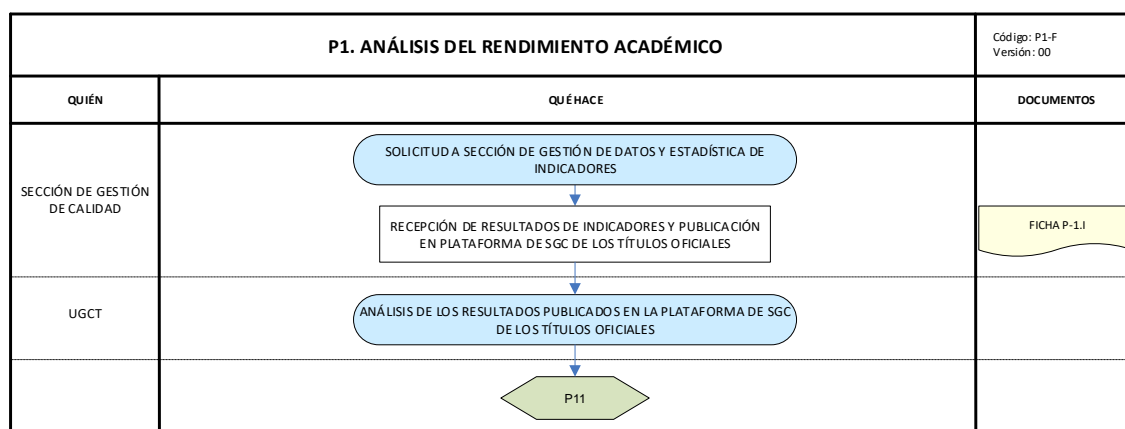 P1. ANÁLISIS DEL RENDIMIENTO ACADÉMICO
Código: P1-F
Versión: 00
QUIÉN
QUÉ HACE
DOCUMENTOS
SECCIÓN DE GESTIÓN
DE CALIDAD
SOLICITUD A SECCIÓN DE GESTIÓN DE DATOS Y ESTADÍSTICA DE
INDICADORES
RECEPCIÓN DE RESULTADOS DE INDICADORES Y PUBLICACIÓN
EN PLATAFORMA DE SGC DE LOS TÍTULOS OFICIALES
FICHA P-1.I
UGCT
ANÁLISIS DE LOS RESULTADOS PUBLICADOS EN LA PLATAFORMA DE SGC
DE LOS TÍTULOS OFICIALES
P11